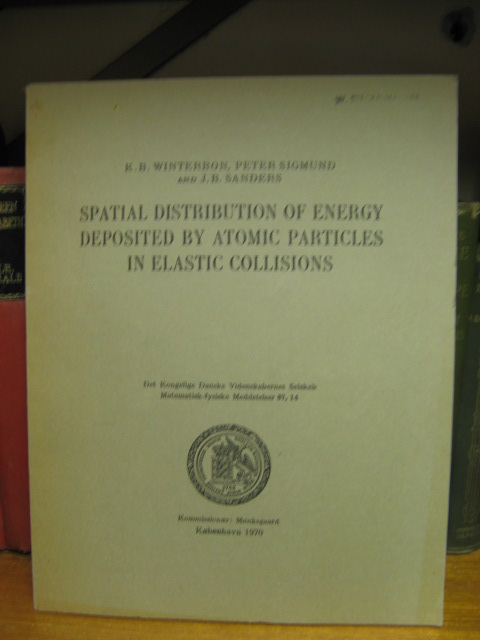 K. B. WINTERBON, PETER SIGMUND
AND J. B. SANDERS
SPATIAL DISTRIBUTION OF ENERGY
DEPOSITED BY ATOMIC PARTICLES
IN ELASTIC COLLISIONS
Det Kongelige Danske Videnskabernes Selskab
Matematisk-fysiske Meddelelser 37, 14
Kommissionær: Munksgaard
København 1970